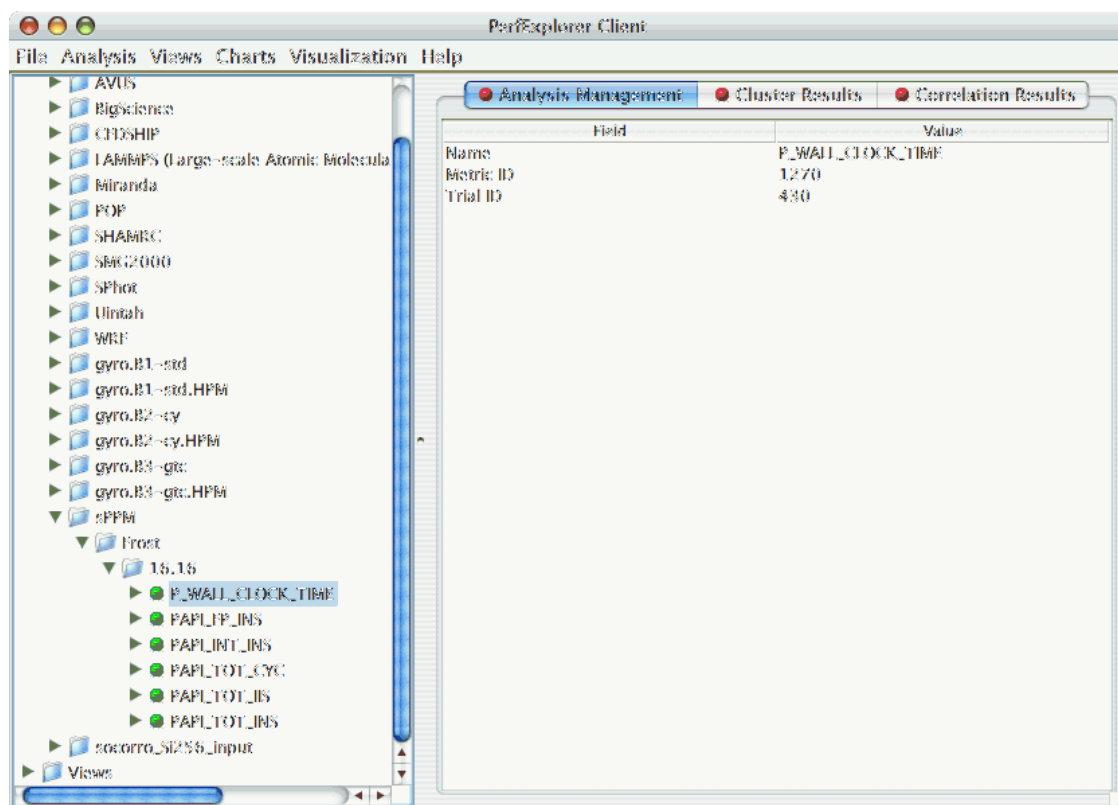 PerfExplorer Client
File Analysis Views Charts Visualization Help
AVUS
BigScience
CFDSHIP
LAMMPS (Large-scale Atomic Molecula
Miranda
POP
SHAMRC
SMG2000
SPhot
Uintah
WRF
gyro.B1-std
gyro.B1-std.HPM
gyro.B2-cy
gyro.B2-cy.HPM
gyro.B3-gtc
gyro.B3-gtc.HPM
sPPM
Frost
16.16
P_WALL_CLOCK_TIME
PAPI_FP_INS
PAPI_INT_INS
PAPI_TOT_CYC
PAPI_TOT_IIS
PAPI_TOT_INS
socorro_Si256_input
Views
Analysis Management Cluster Results Correlation Results
Field Value
Name P_WALL_CLOCK_TIME
Metric ID 1270
Trial ID 430